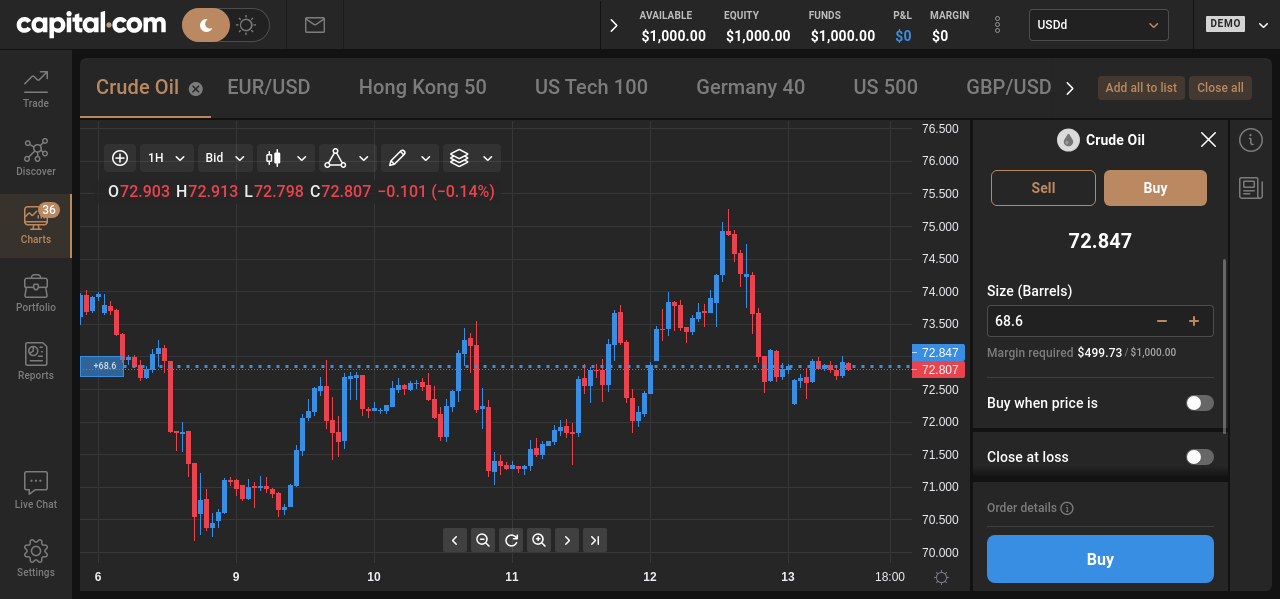 capital.com
AVAILABLE EQUITY FUNDS P&L MARGIN
$1,000.00 $1,000.00 $1,000.00 $0 $0
USDd
DEMO
Trade
Discover
36
Charts
Portfolio
Reports
Live Chat
Settings
Crude Oil EUR/USD Hong Kong 50 US Tech 100 Germany 40 US 500 GBP/USD
Add all to list Close all
1H Bid
O72.903 H72.913 L72.798 C72.807 −0.101 (−0.14%)
+68.6
76.500
76.000
75.500
75.000
74.500
74.000
73.500
72.847
72.807
72.500
72.000
71.500
71.000
70.500
70.000
6 9 10 11 12 13 18:00
Crude Oil
Sell Buy
72.847
Size (Barrels)
68.6
Margin required $499.73 / $1,000.00
Buy when price is
Close at loss
Order details
Buy